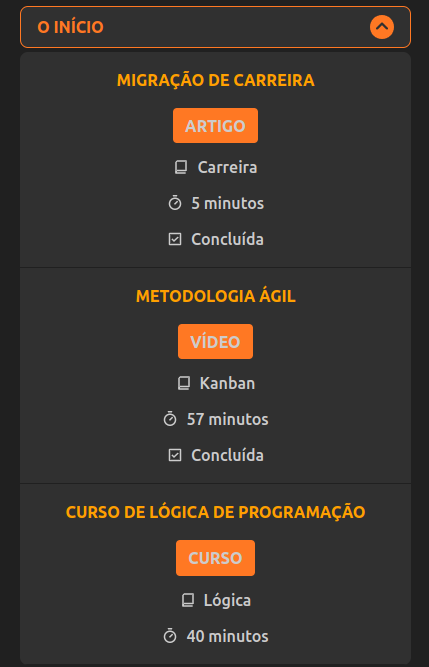 O INÍCIO
MIGRAÇÃO DE CARREIRA
ARTIGO
Carreira
5 minutos
Concluída
METODOLOGIA ÁGIL
VÍDEO
Kanban
57 minutos
Concluída
CURSO DE LÓGICA DE PROGRAMAÇÃO
CURSO
Lógica
40 minutos